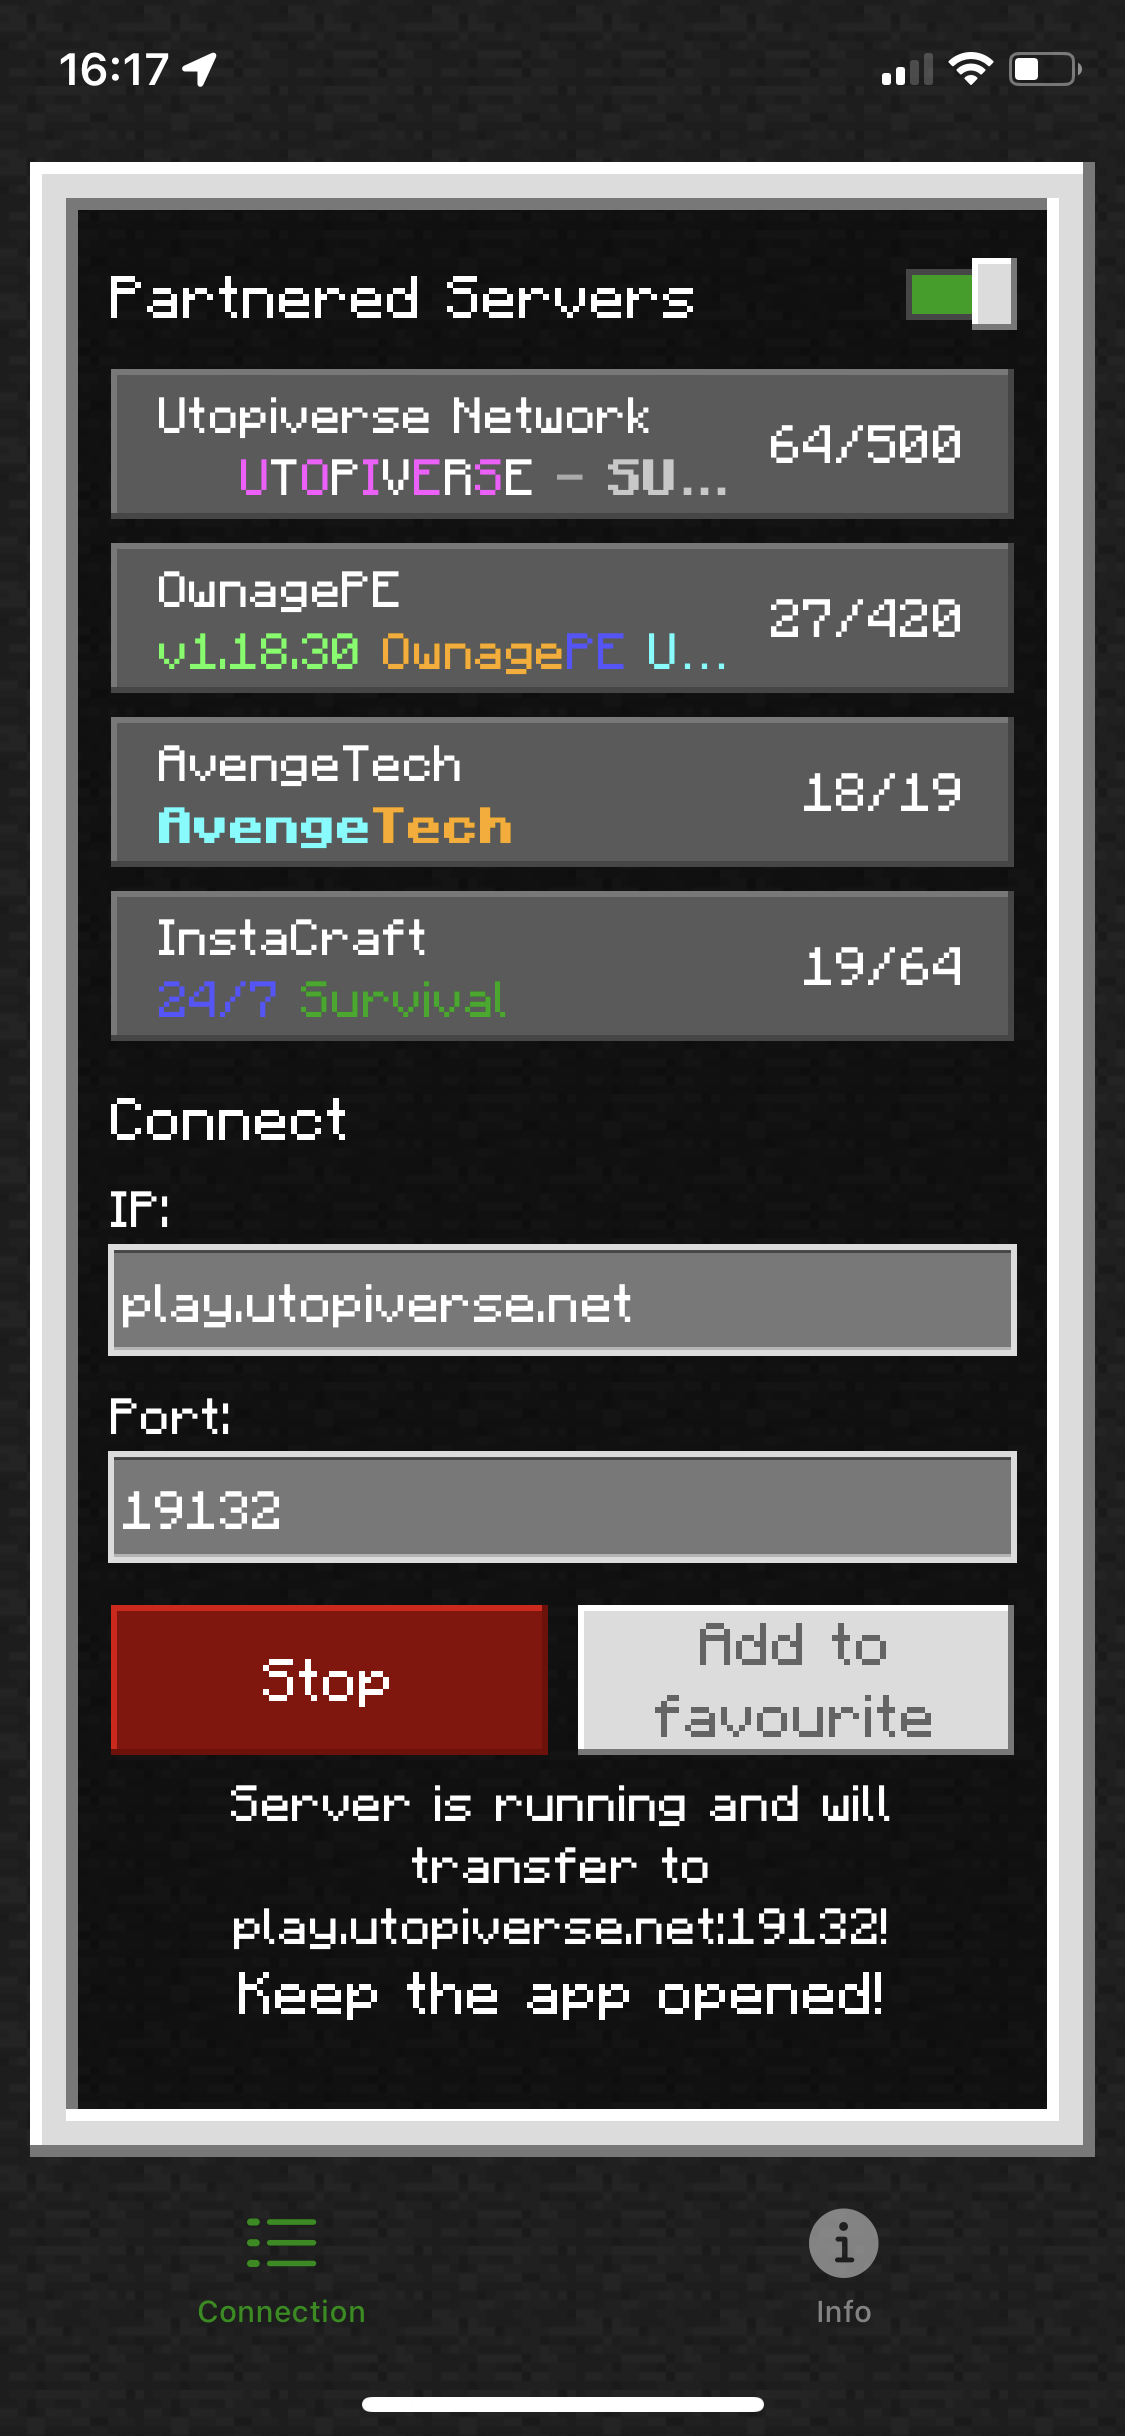 16:17
Partnered Servers
Utopiverse Network
64/500
UTOPIVERSE - SU...
OwnagePE
27/420
v1.18.30 OwnagePE U...
AvengeTech
18/19
AvengeTech
InstaCraft
19/64
24/7 Survival
Connect
IP:
play.utopiverse.net
Port:
19132
Stop
Add to
favourite
Server is running and will
transfer to
play.utopiverse.net:19132!
Keep the app opened!
Connection
Info